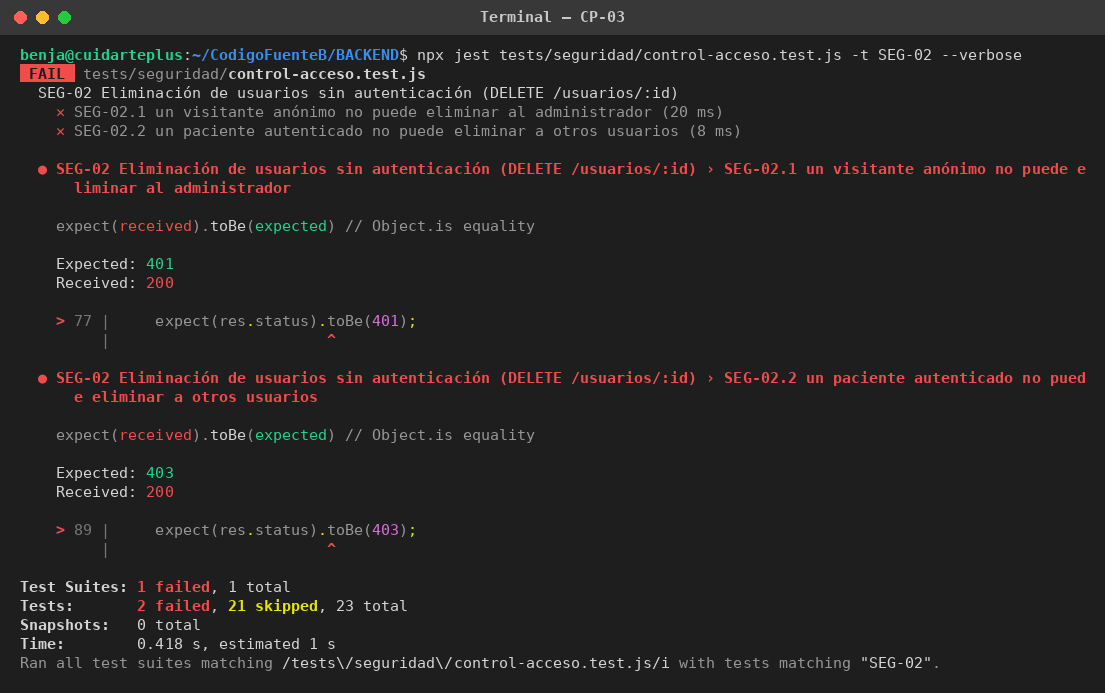 Terminal — CP-03
benja@cuidarteplus:~/CodigoFuenteB/BACKEND$ npx jest tests/seguridad/control-acceso.test.js -t SEG-02 --verbose
FAIL tests/seguridad/control-acceso.test.js
SEG-02 Eliminación de usuarios sin autenticación (DELETE /usuarios/:id)
× SEG-02.1 un visitante anónimo no puede eliminar al administrador (20 ms)
× SEG-02.2 un paciente autenticado no puede eliminar a otros usuarios (8 ms)
● SEG-02 Eliminación de usuarios sin autenticación (DELETE /usuarios/:id) › SEG-02.1 un visitante anónimo no puede e
liminar al administrador
expect(received).toBe(expected) // Object.is equality
Expected: 401
Received: 200
> 77 |     expect(res.status).toBe(401);
|                        ^
● SEG-02 Eliminación de usuarios sin autenticación (DELETE /usuarios/:id) › SEG-02.2 un paciente autenticado no pued
e eliminar a otros usuarios
expect(received).toBe(expected) // Object.is equality
Expected: 403
Received: 200
> 89 |     expect(res.status).toBe(403);
|                        ^
Test Suites: 1 failed, 1 total
Tests:       2 failed, 21 skipped, 23 total
Snapshots:   0 total
Time:        0.418 s, estimated 1 s
Ran all test suites matching /tests\/seguridad\/control-acceso.test.js/i with tests matching "SEG-02".